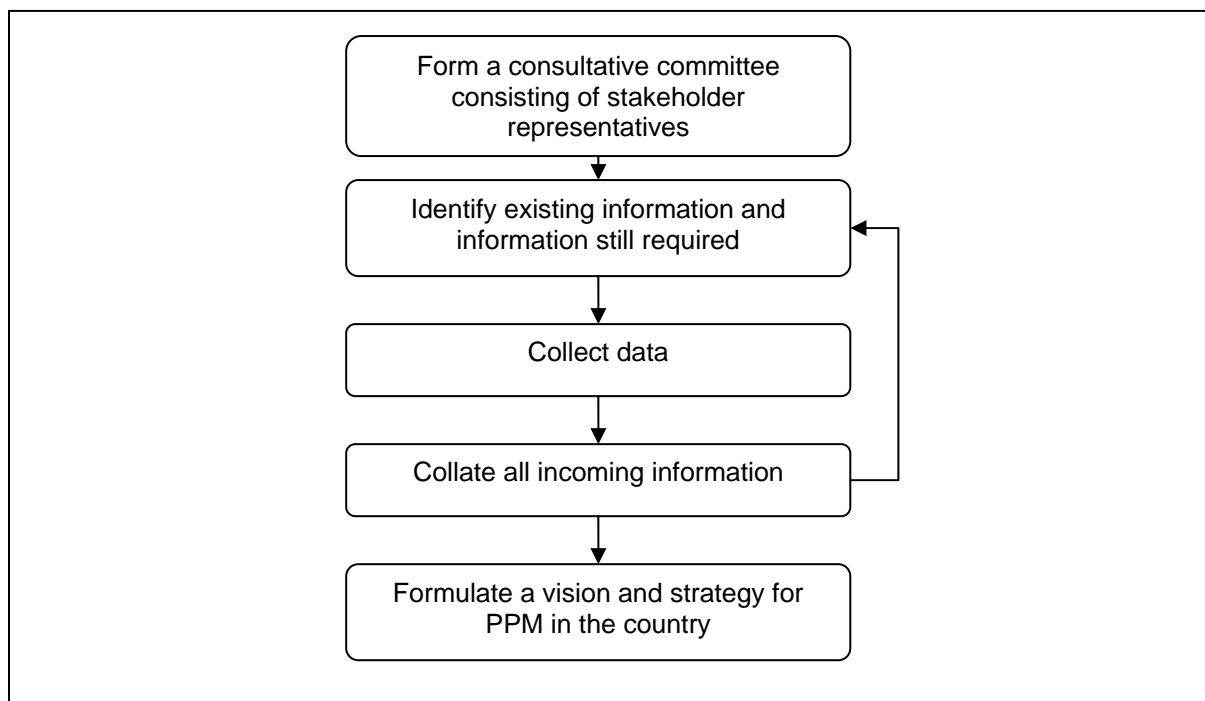 Form a consultative committee
consisting of stakeholder
representatives
Identify existing information and
information still required
Collect data
Collate all incoming information
Formulate a vision and strategy for
PPM in the country